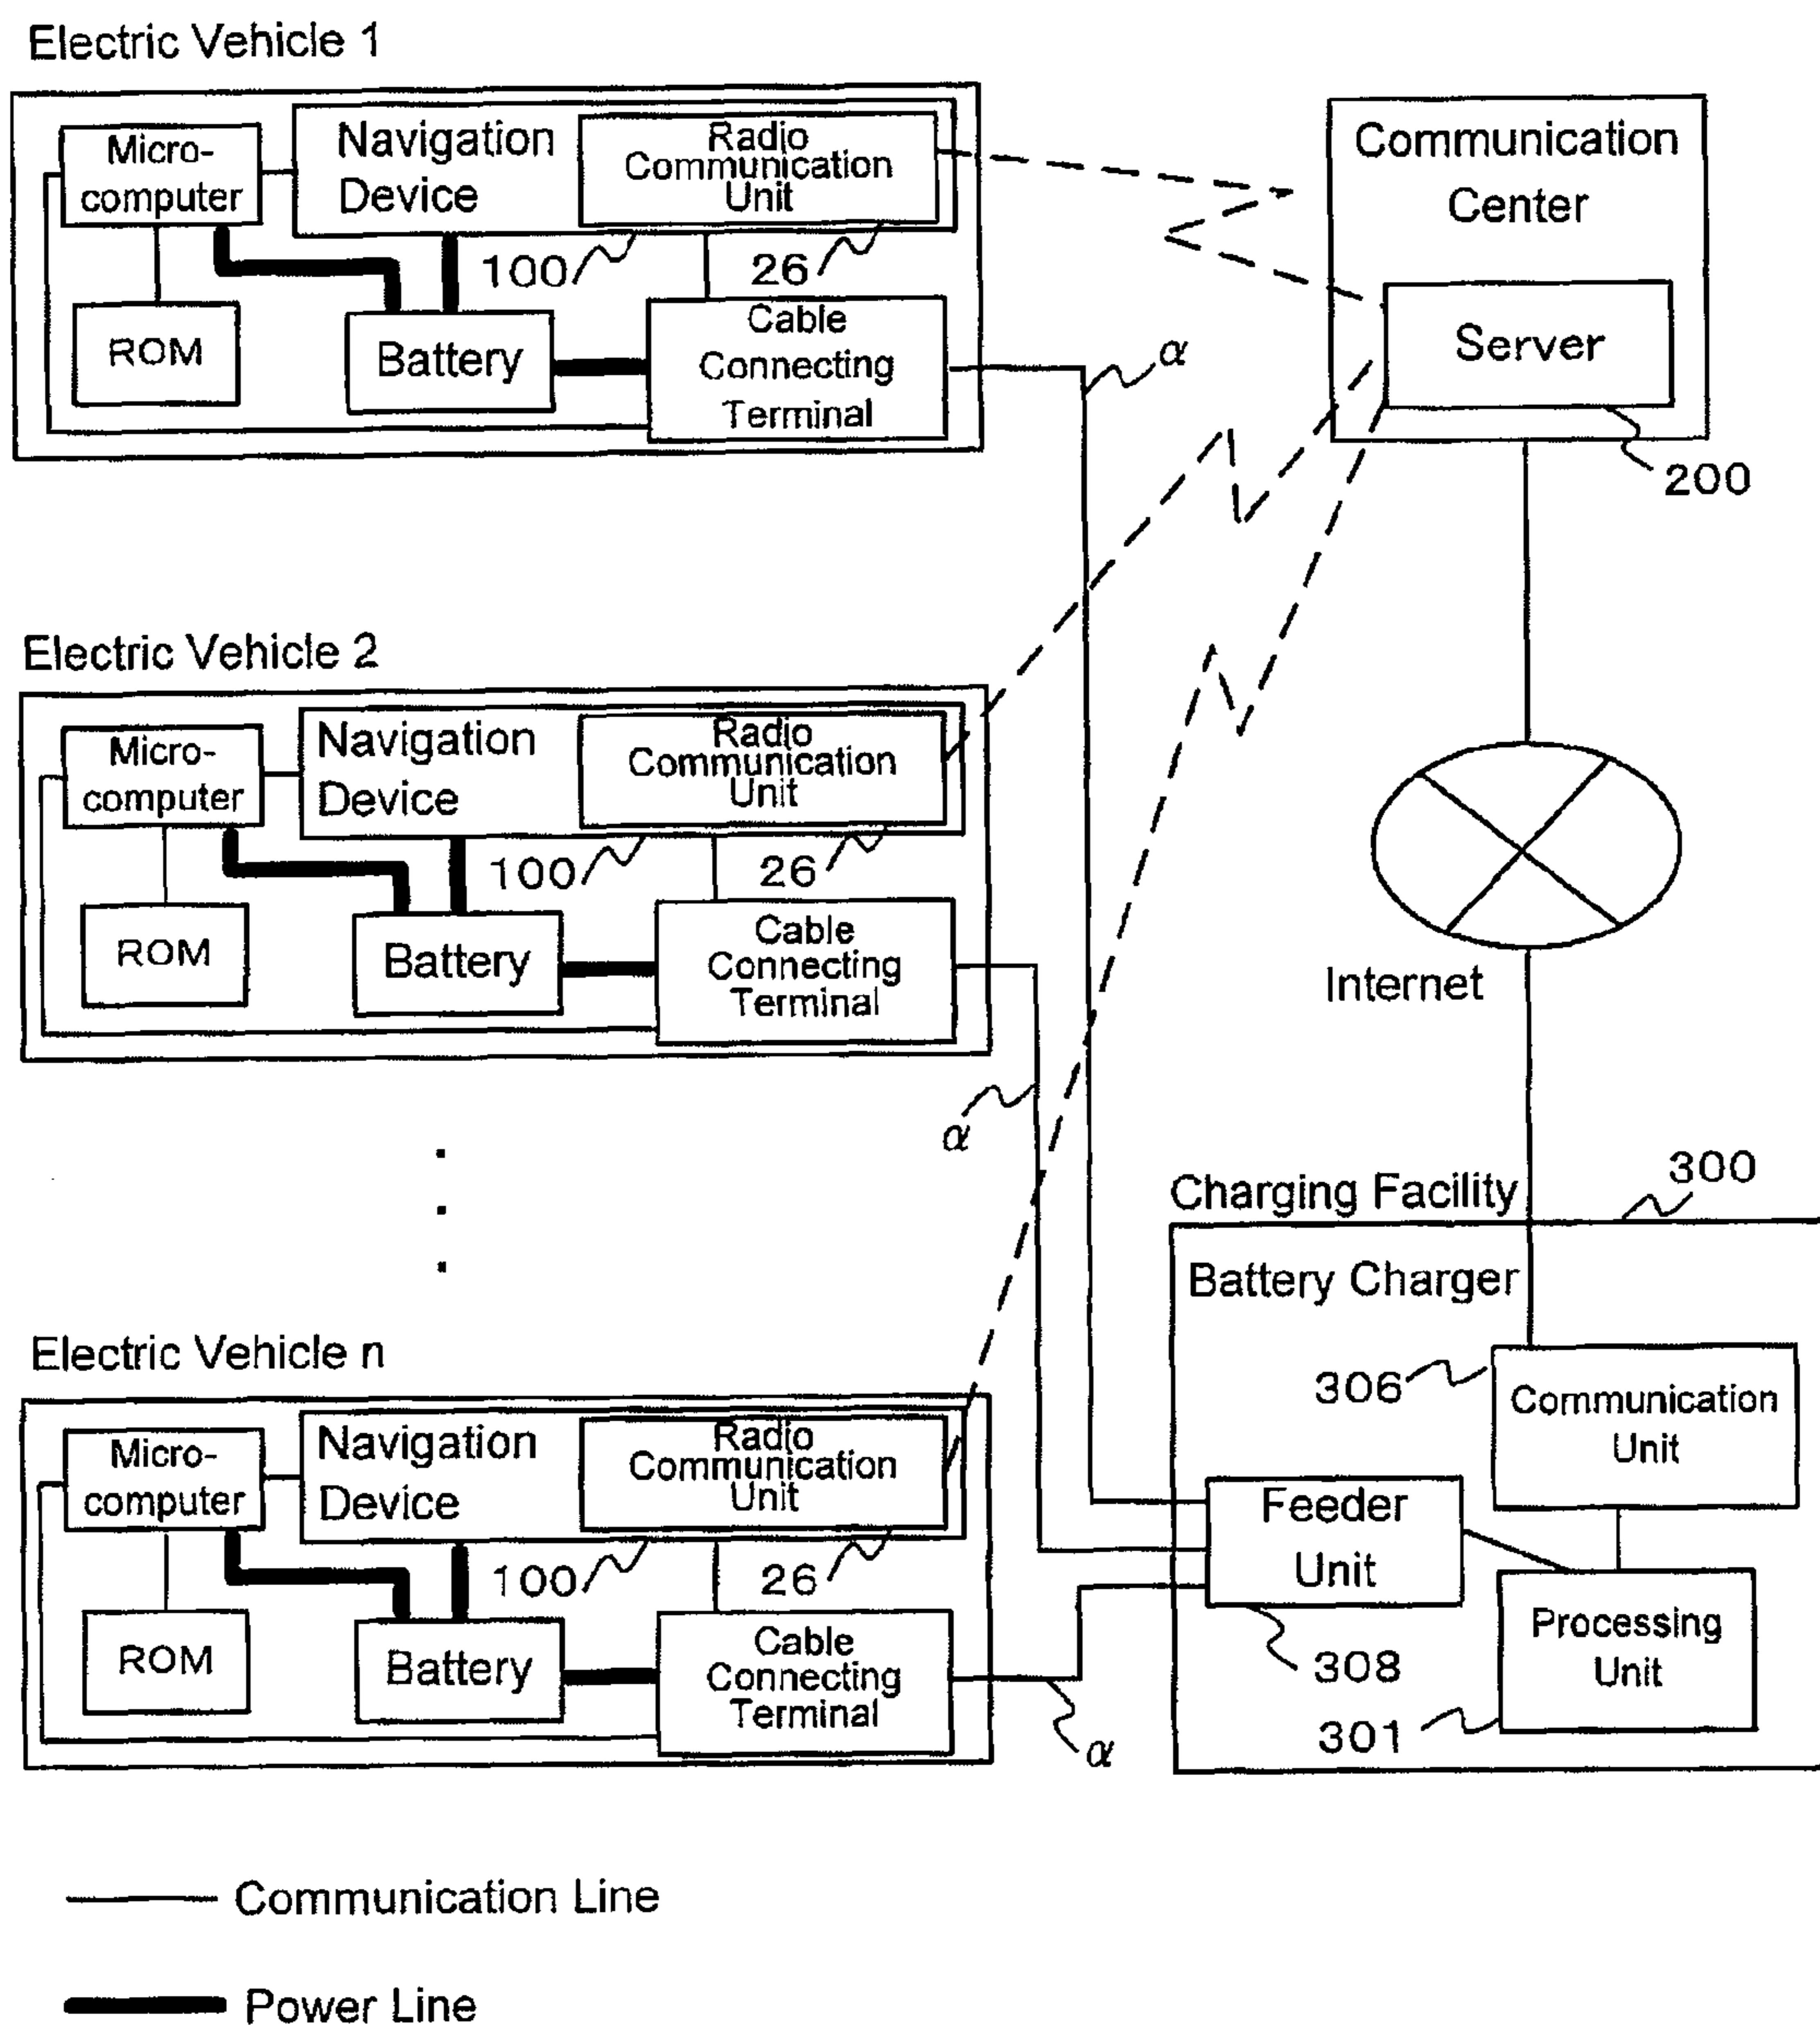 Electric Vehicle 1
Micro-
computer
Navigation
Device
Radio
Communication
Unit
100
26
ROM
Battery
Cable
Connecting
Terminal
α
Communication
Center
Server
200
Electric Vehicle 2
Micro-
computer
Navigation
Device
Radio
Communication
Unit
100
26
ROM
Battery
Cable
Connecting
Terminal
α
Internet
Electric Vehicle n
Micro-
computer
Navigation
Device
Radio
Communication
Unit
100
26
ROM
Battery
Cable
Connecting
Terminal
α
Charging Facility
300
Battery Charger
306
Communication
Unit
Feeder
Unit
308
Processing
Unit
301
Communication Line
Power Line